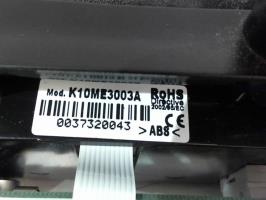 Mod. K10ME3003A
RoHS
Directive
2002/95/EC
0037320043
>ABS<
CE